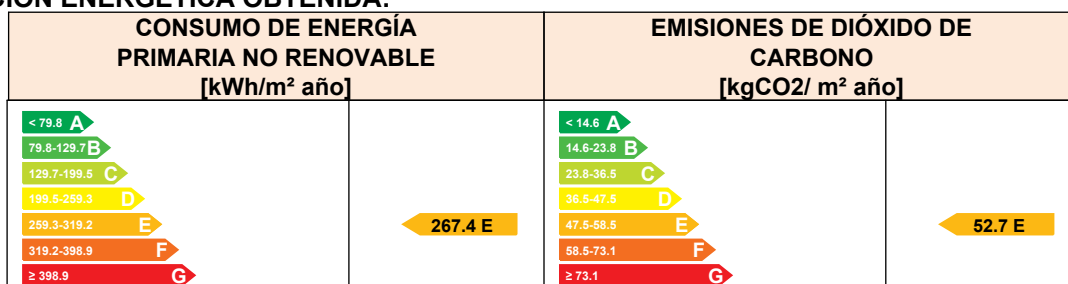 CIÓN ENERGÉTICA OBTENIDA:
CONSUMO DE ENERGÍA
PRIMARIA NO RENOVABLE
[kWh/m² año]
< 79.8 A
79.8-129.7 B
129.7-199.5 C
199.5-259.3 D
259.3-319.2 E
319.2-398.9 F
≥ 398.9 G
267.4 E
EMISIONES DE DIÓXIDO DE
CARBONO
[kgCO2/ m² año]
< 14.6 A
14.6-23.8 B
23.8-36.5 C
36.5-47.5 D
47.5-58.5 E
58.5-73.1 F
≥ 73.1 G
52.7 E